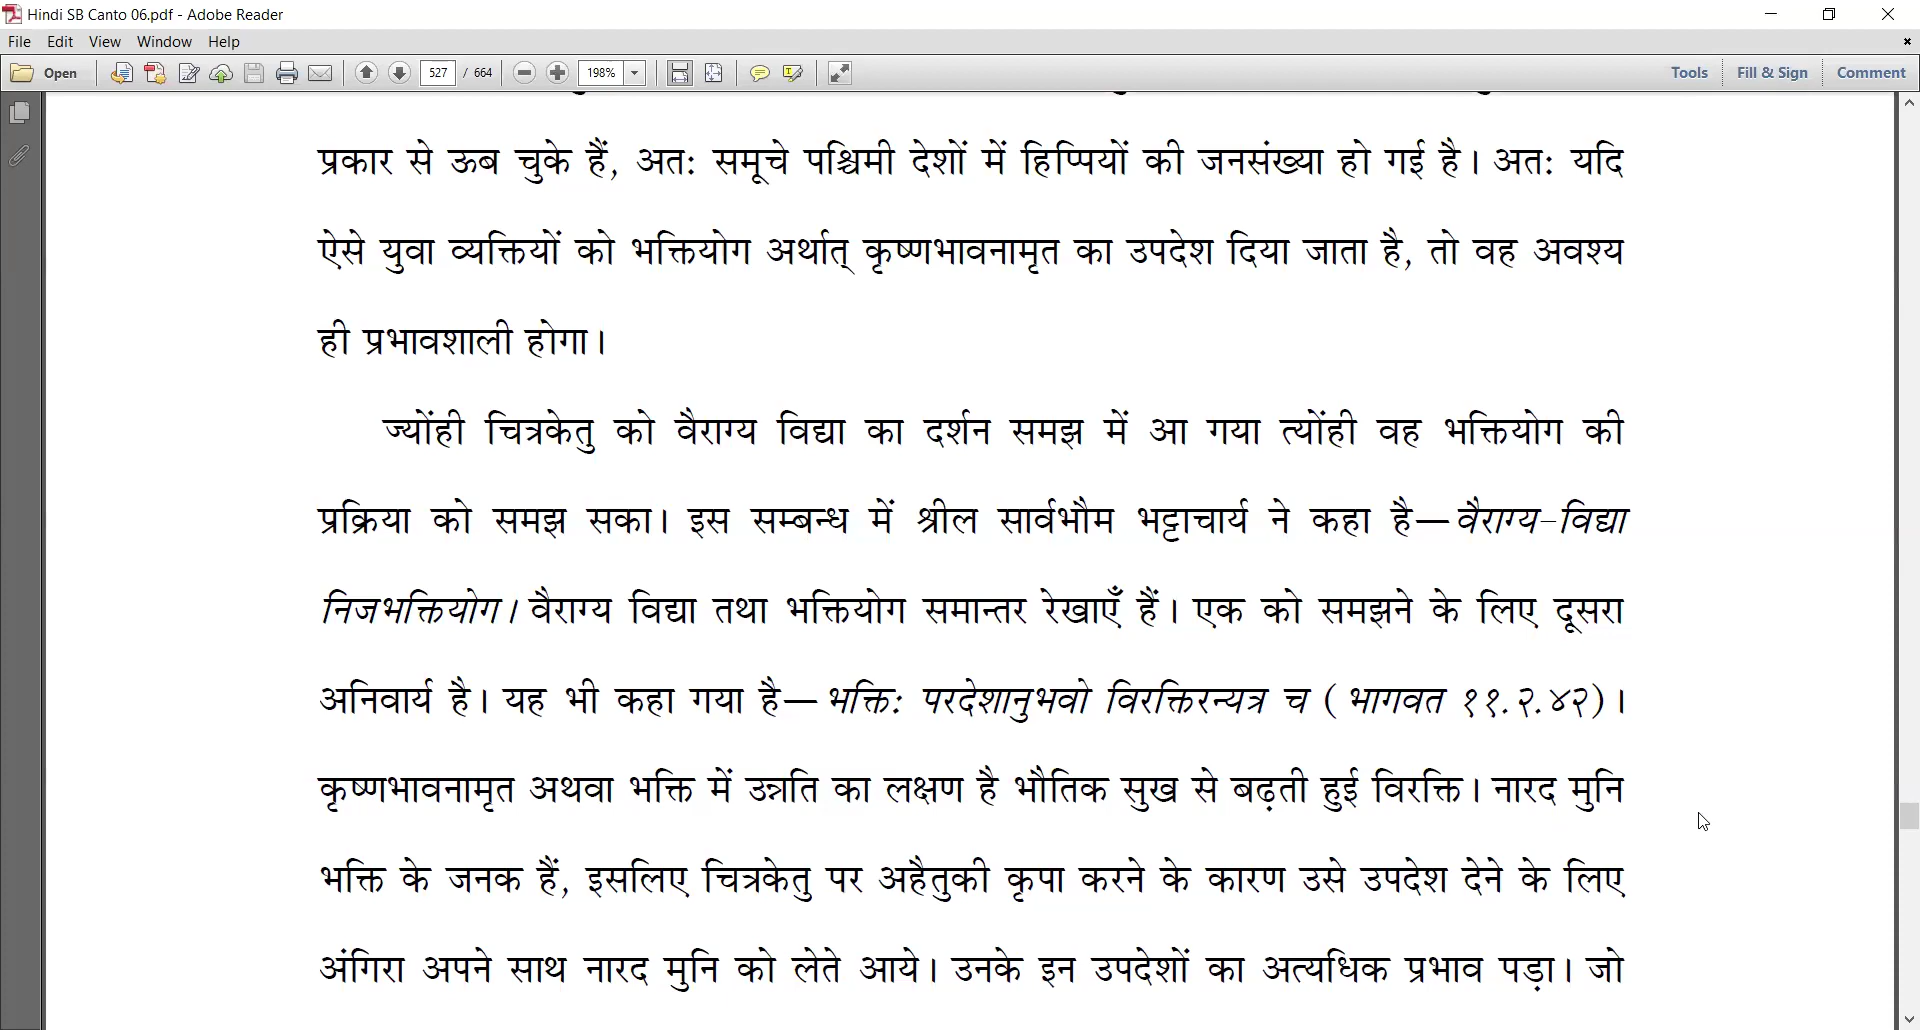 Hindi SB Canto 06.pdf - Adobe Reader
File Edit View Window Help
Open 527 / 664 198% Tools Fill & Sign Comment
प्रकार से ऊब चुके हैं, अतः समूचे पश्चिमी देशों में हिप्पियों की जनसंख्या हो गई है। अतः यदि
ऐसे युवा व्यक्तियों को भक्तियोग अर्थात् कृष्णभावनामृत का उपदेश दिया जाता है, तो वह अवश्य
ही प्रभावशाली होगा।
ज्योंही चित्रकेतु को वैराग्य विद्या का दर्शन समझ में आ गया त्योंही वह भक्तियोग की
प्रक्रिया को समझ सका। इस सम्बन्ध में श्रील सार्वभौम भट्टाचार्य ने कहा है—वैराग्य-विद्या
निजभक्तियोग। वैराग्य विद्या तथा भक्तियोग समान्तर रेखाएँ हैं। एक को समझने के लिए दूसरा
अनिवार्य है। यह भी कहा गया है—भक्तिः परदेशानुभवो विरक्तिरन्यत्र च (भागवत ११.२.४२)।
कृष्णभावनामृत अथवा भक्ति में उन्नति का लक्षण है भौतिक सुख से बढ़ती हुई विरक्ति। नारद मुनि
भक्ति के जनक हैं, इसलिए चित्रकेतु पर अहैतुकी कृपा करने के कारण उसे उपदेश देने के लिए
अंगिरा अपने साथ नारद मुनि को लेते आये। उनके इन उपदेशों का अत्यधिक प्रभाव पड़ा। जो